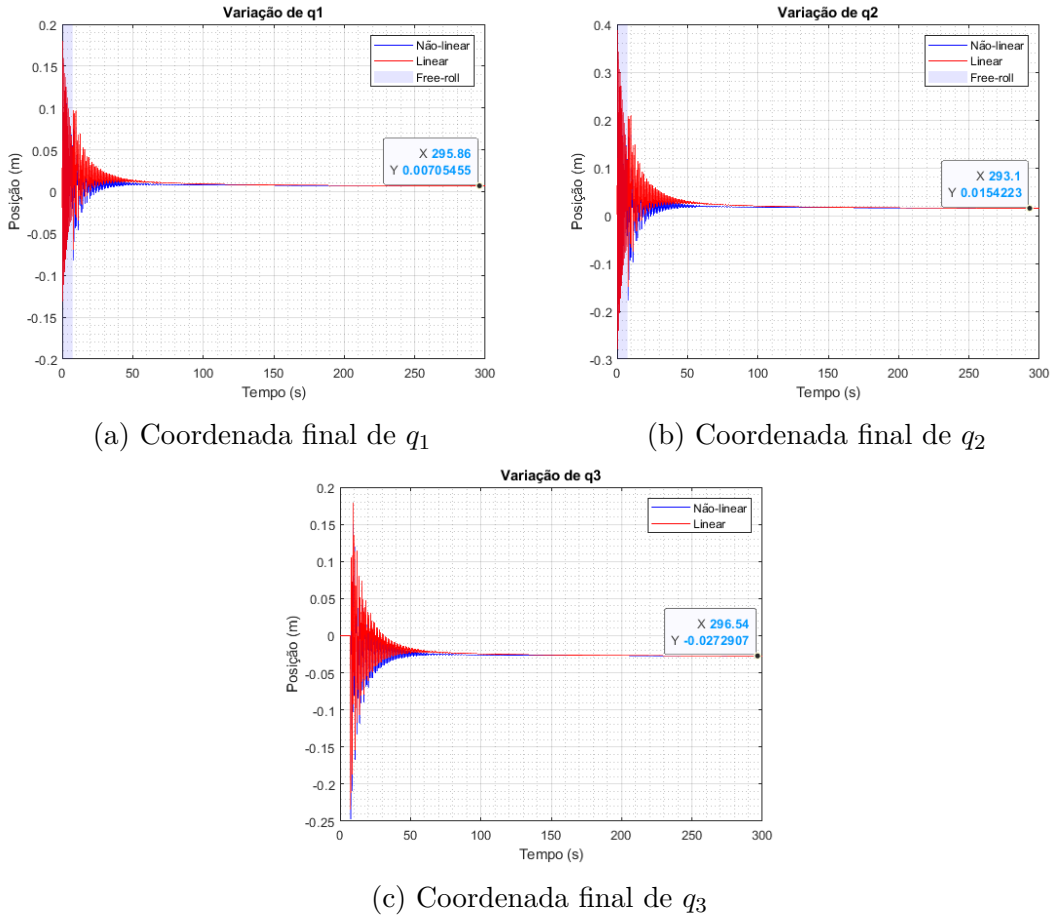 Variação de q1
0.2
0.15
0.1
0.05
0
-0.05
-0.1
-0.15
-0.2
Posição (m)
Não-linear
Linear
Free-roll
X 295.86
Y 0.00705455
0 50 100 150 200 250 300
Tempo (s)
(a) Coordenada final de q1
Variação de q2
0.4
0.3
0.2
0.1
0
-0.1
-0.2
-0.3
Posição (m)
Não-linear
Linear
Free-roll
X 293.1
Y 0.0154223
0 50 100 150 200 250 300
Tempo (s)
(b) Coordenada final de q2
Variação de q3
0.2
0.15
0.1
0.05
0
-0.05
-0.1
-0.15
-0.2
-0.25
Posição (m)
Não-linear
Linear
X 296.54
Y -0.0272907
0 50 100 150 200 250 300
Tempo (s)
(c) Coordenada final de q3